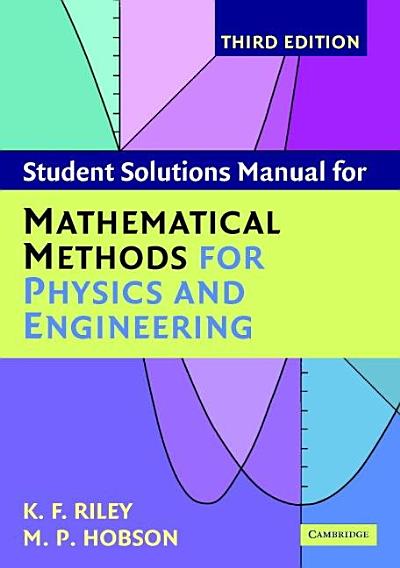 THIRD EDITION
Student Solutions Manual for
MATHEMATICAL
METHODS FOR
PHYSICS AND
ENGINEERING
K. F. RILEY
M. P. HOBSON
CAMBRIDGE